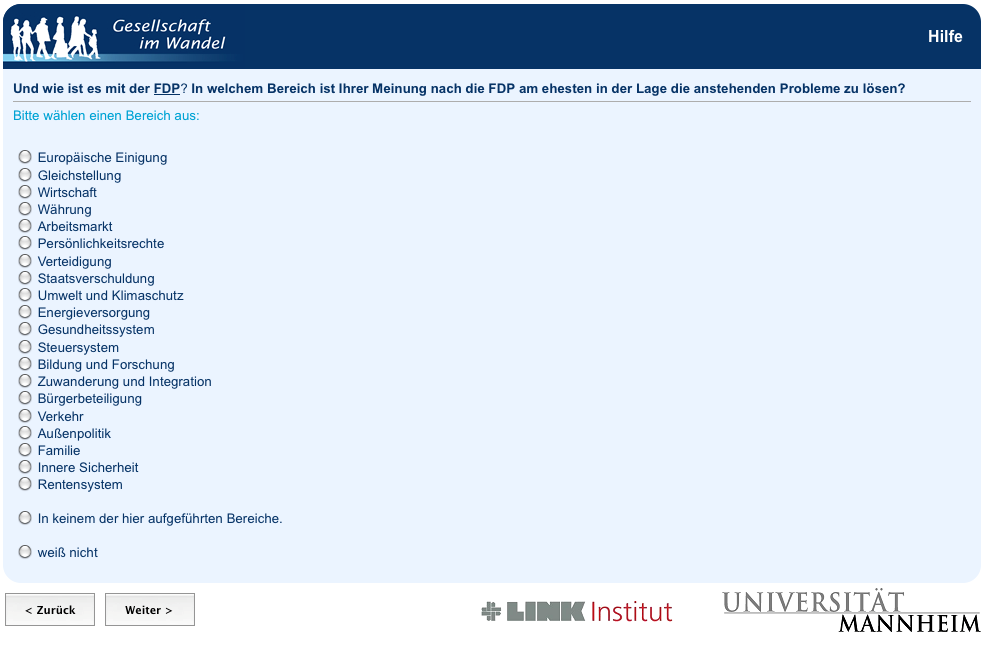 Gesellschaft
im Wandel
Hilfe
Und wie ist es mit der FDP? In welchem Bereich ist Ihrer Meinung nach die FDP am ehesten in der Lage die anstehenden Probleme zu lösen?
Bitte wählen einen Bereich aus:
Europäische Einigung
Gleichstellung
Wirtschaft
Währung
Arbeitsmarkt
Persönlichkeitsrechte
Verteidigung
Staatsverschuldung
Umwelt und Klimaschutz
Energieversorgung
Gesundheitssystem
Steuersystem
Bildung und Forschung
Zuwanderung und Integration
Bürgerbeteiligung
Verkehr
Außenpolitik
Familie
Innere Sicherheit
Rentensystem
In keinem der hier aufgeführten Bereiche.
weiß nicht
< Zurück
Weiter >
LINK Institut
UNIVERSITÄT
MANNHEIM